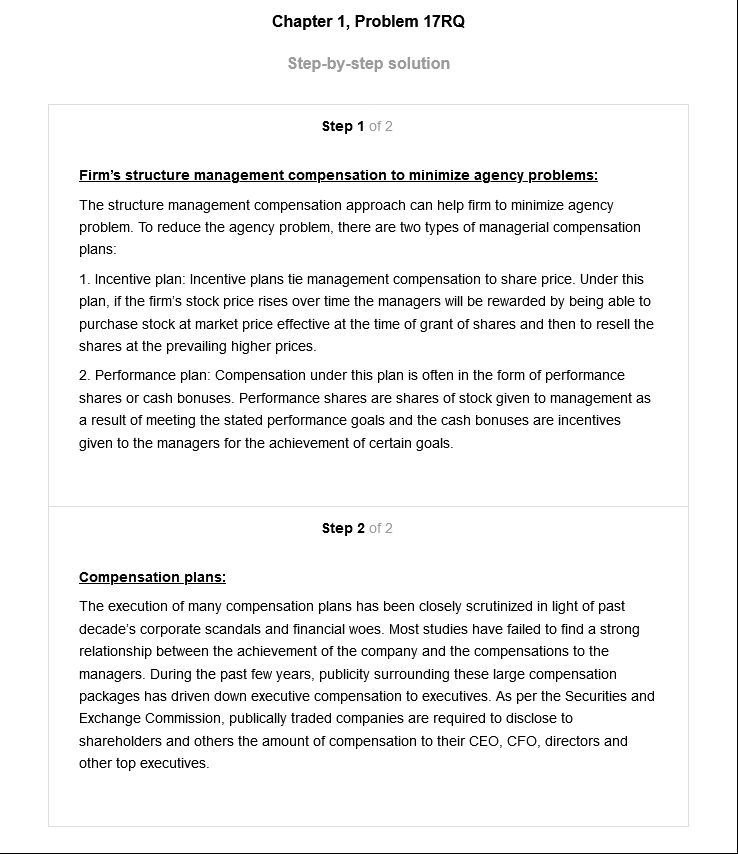 Chapter 1, Problem 17RQ
Step-by-step solution
Step 1 of 2
Firm's structure management compensation to minimize agency problems:
The structure management compensation approach can help firm to minimize agency
problem. To reduce the agency problem, there are two types of managerial compensation
plans:
1. Incentive plan: Incentive plans tie management compensation to share price. Under this
plan, if the firm's stock price rises over time the managers will be rewarded by being able to
purchase stock at market price effective at the time of grant of shares and then to resell the
shares at the prevailing higher prices.
2. Performance plan: Compensation under this plan is often in the form of performance
shares or cash bonuses. Performance shares are shares of stock given to management as
a result of meeting the stated performance goals and the cash bonuses are incentives
given to the managers for the achievement of certain goals.
Step 2 of 2
Compensation plans:
The execution of many compensation plans has been closely scrutinized in light of past
decade's corporate scandals and financial woes. Most studies have failed to find a strong
relationship between the achievement of the company and the compensations to the
managers. During the past few years, publicity surrounding these large compensation
packages has driven down executive compensation to executives. As per the Securities and
Exchange Commission, publically traded companies are required to disclose to
shareholders and others the amount of compensation to their CEO, CFO, directors and
other top executives.